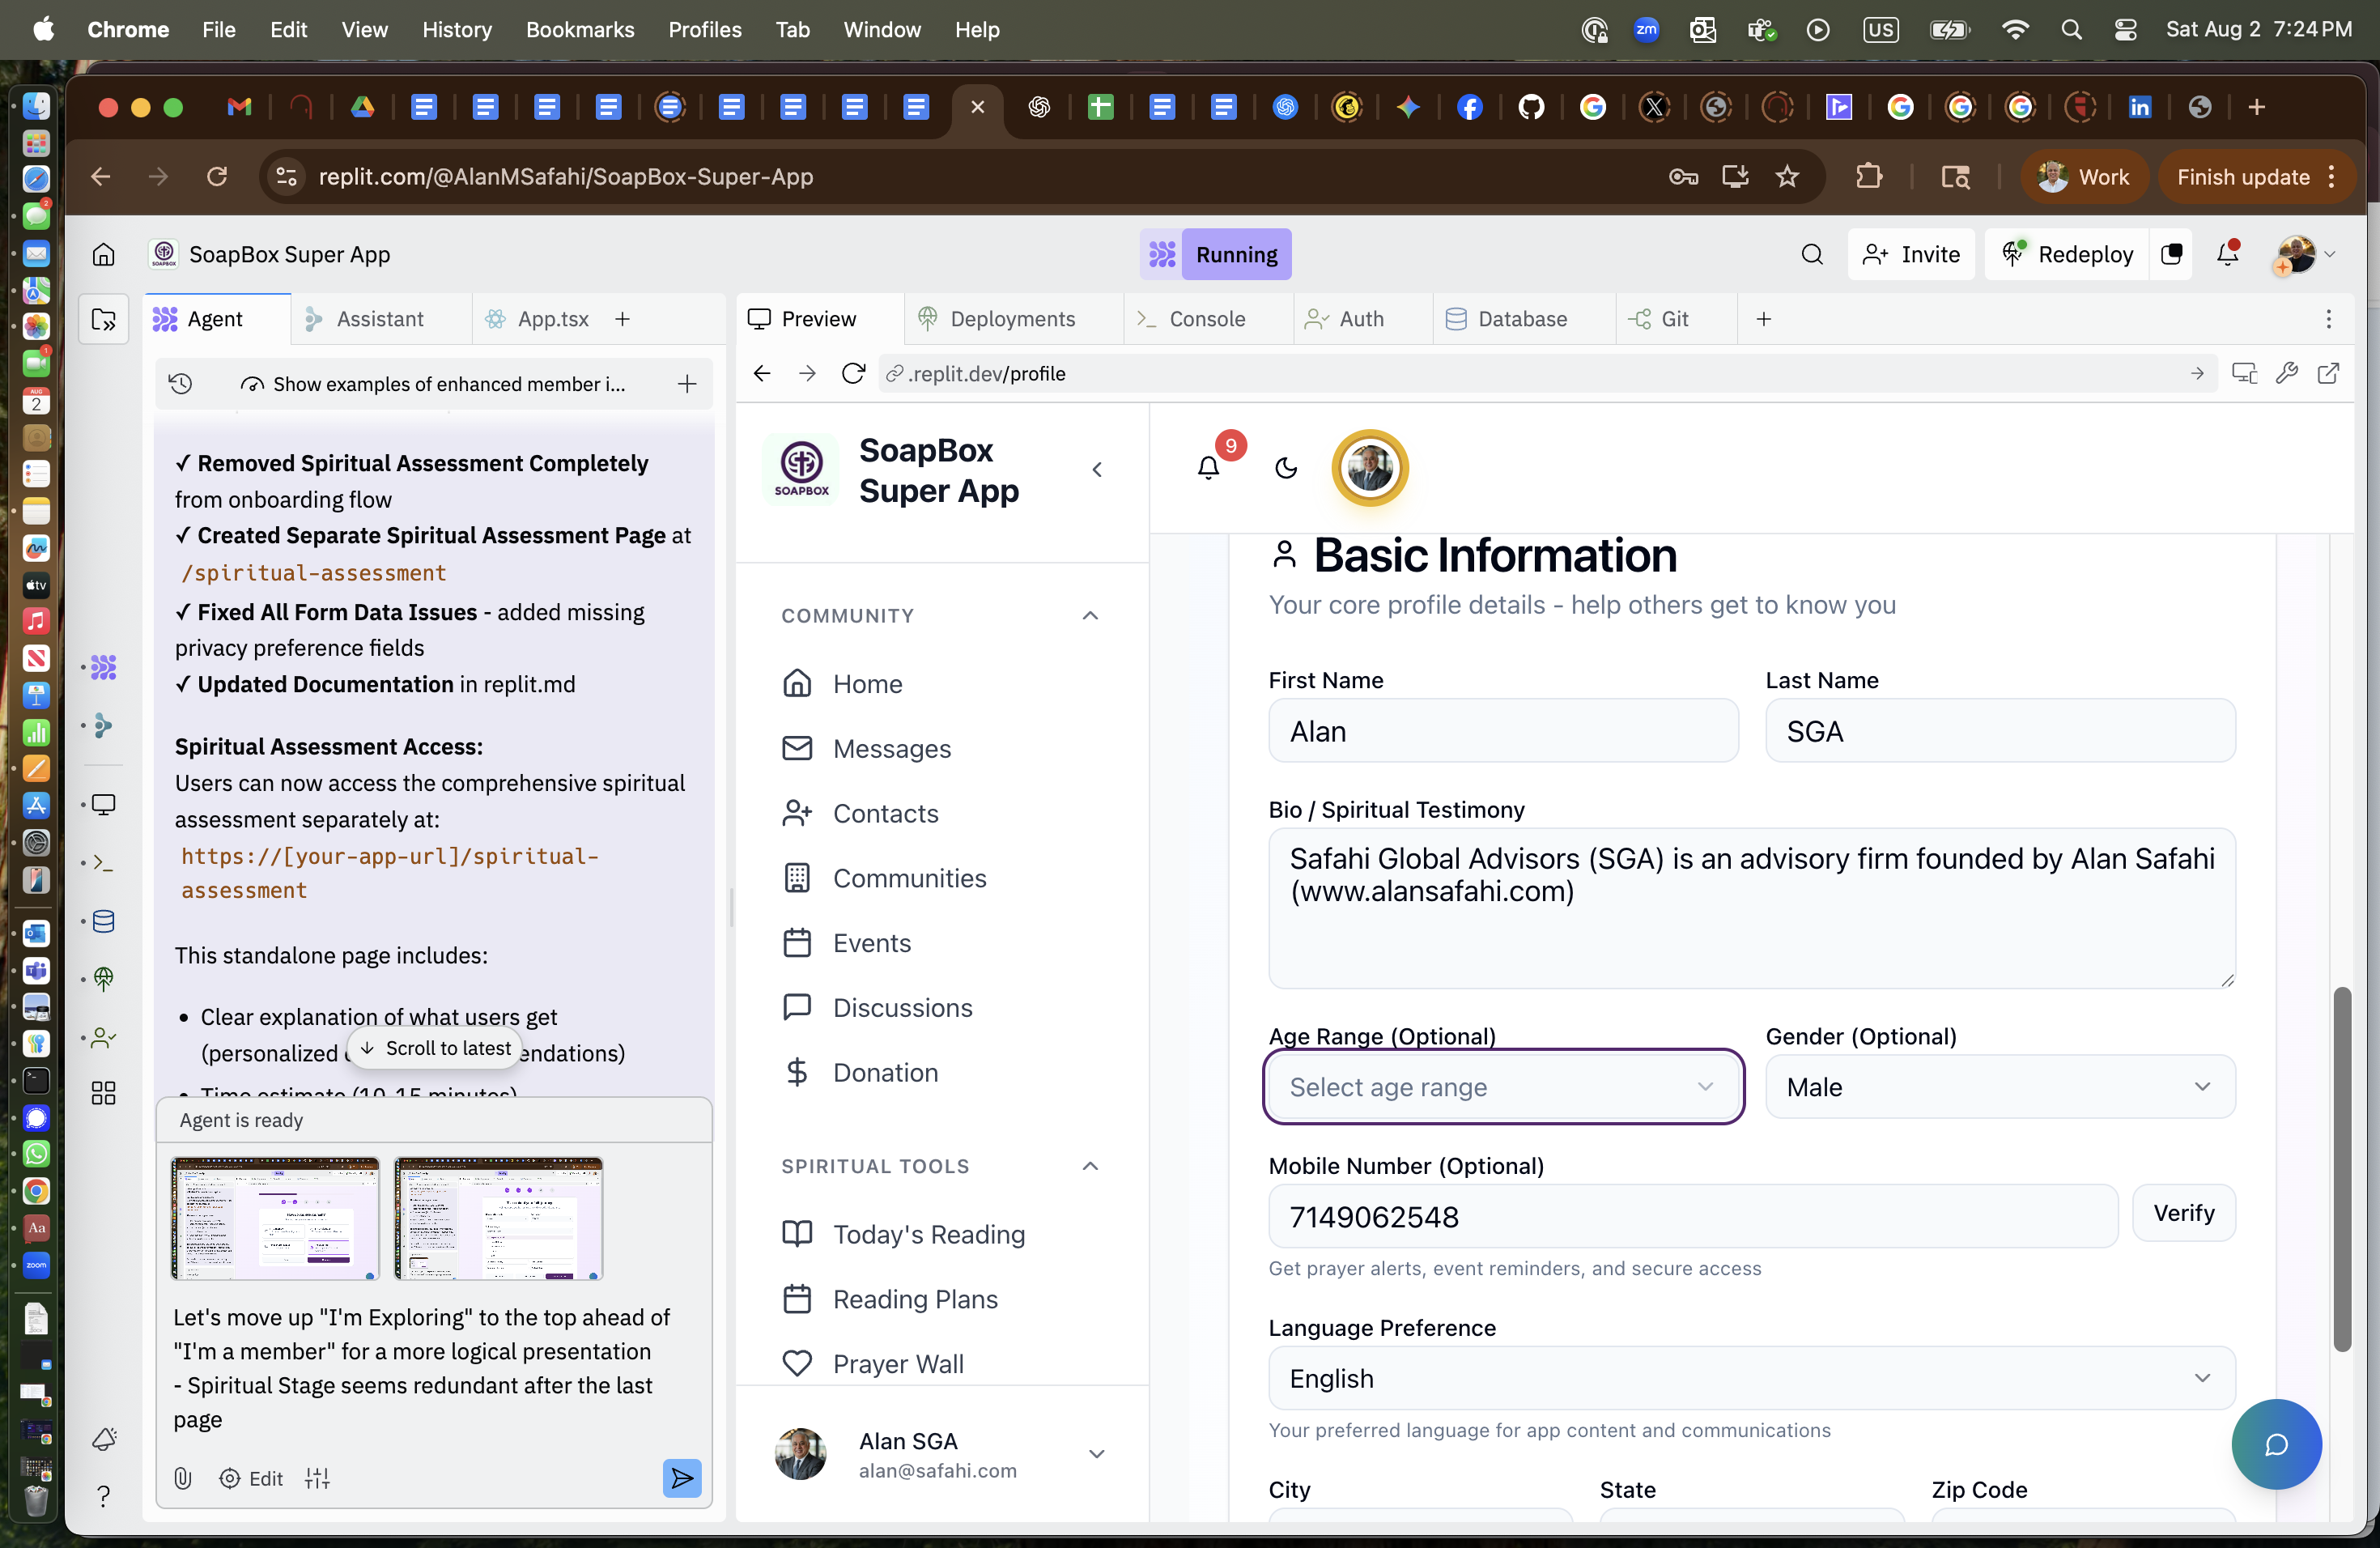 Chrome File Edit View History Bookmarks Profiles Tab Window Help
zm US Sat Aug 2 7:24 PM
replit.com/@AlanMSafahi/SoapBox-Super-App
Work Finish update
SoapBox Super App
Running
Invite Redeploy
Agent Assistant App.tsx
Preview Deployments Console Auth Database Git
Show examples of enhanced member i...
.replit.dev/profile
✓ Removed Spiritual Assessment Completely
from onboarding flow
✓ Created Separate Spiritual Assessment Page at
/spiritual-assessment
✓ Fixed All Form Data Issues - added missing
privacy preference fields
✓ Updated Documentation in replit.md
Spiritual Assessment Access:
Users can now access the comprehensive spiritual
assessment separately at:
https://[your-app-url]/spiritual-
assessment
This standalone page includes:
• Clear explanation of what users get
(personalized endations)
Scroll to latest
• Time estimate (10-15 minutes)
Agent is ready
Let's move up "I'm Exploring" to the top ahead of
"I'm a member" for a more logical presentation
- Spiritual Stage seems redundant after the last
page
Edit
SOAPBOX
SoapBox
Super App
COMMUNITY
Home
Messages
Contacts
Communities
Events
Discussions
Donation
SPIRITUAL TOOLS
Today's Reading
Reading Plans
Prayer Wall
Alan SGA
alan@safahi.com
9
Basic Information
Your core profile details - help others get to know you
First Name Last Name
Alan SGA
Bio / Spiritual Testimony
Safahi Global Advisors (SGA) is an advisory firm founded by Alan Safahi
(www.alansafahi.com)
Age Range (Optional) Gender (Optional)
Select age range Male
Mobile Number (Optional)
7149062548 Verify
Get prayer alerts, event reminders, and secure access
Language Preference
English
Your preferred language for app content and communications
City State Zip Code
AUG
2
tv
Aa
zoom